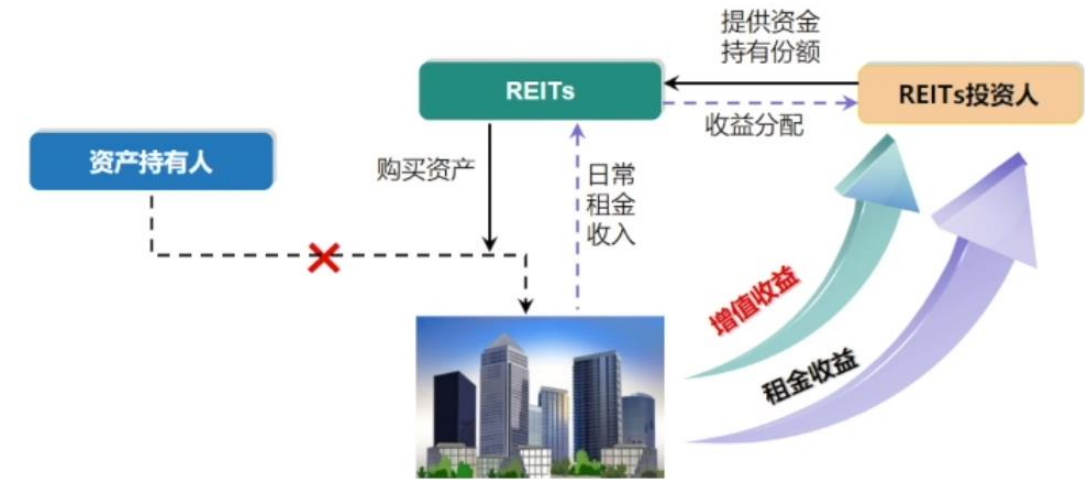 提供资金
持有份额
REITs
REITs投资人
收益分配
资产持有人
购买资产
日常
租金
收入
增值收益
租金收益